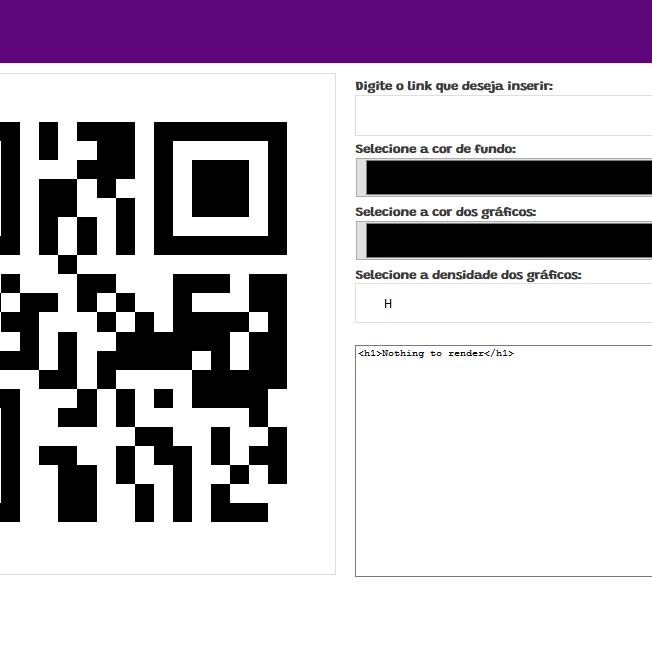 Digite o link que deseja inserir:
Selecione a cor de fundo:
Selecione a cor dos gráficos:
Selecione a densidade dos gráficos:
H
<h1>Nothing to render</h1>